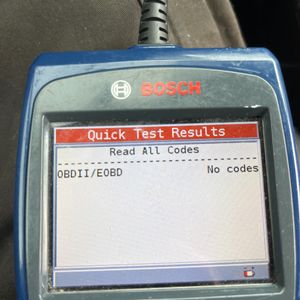 BOSCH
Quick Test Results
Read All Codes
OBDII/EOBD No codes